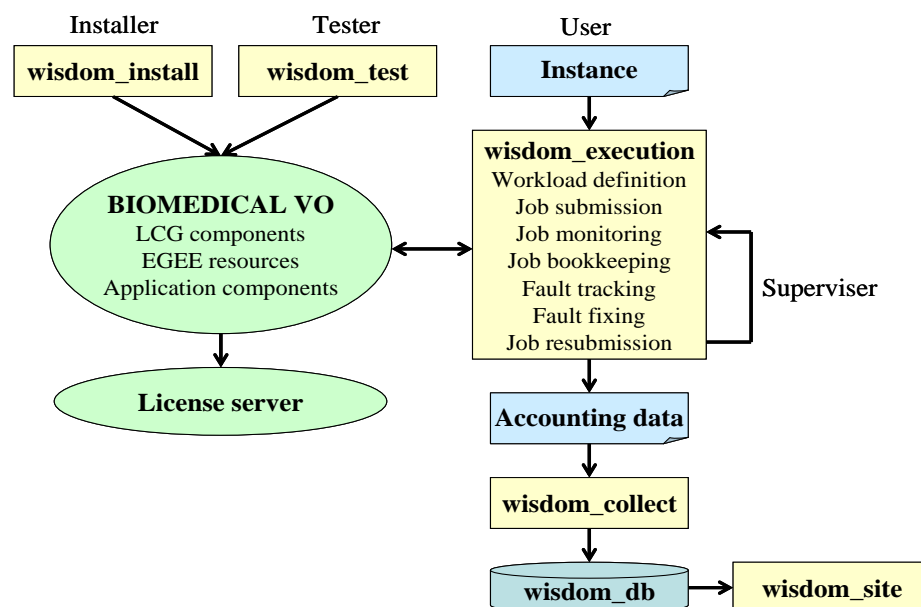 Installer
Tester
User
wisdom_install
wisdom_test
Instance
wisdom_execution
Workload definition
Job submission
Job monitoring
Job bookkeeping
Fault tracking
Fault fixing
Job resubmission
BIOMEDICAL VO
LCG components
EGEE resources
Application components
Superviser
License server
Accounting data
wisdom_collect
wisdom_db
wisdom_site